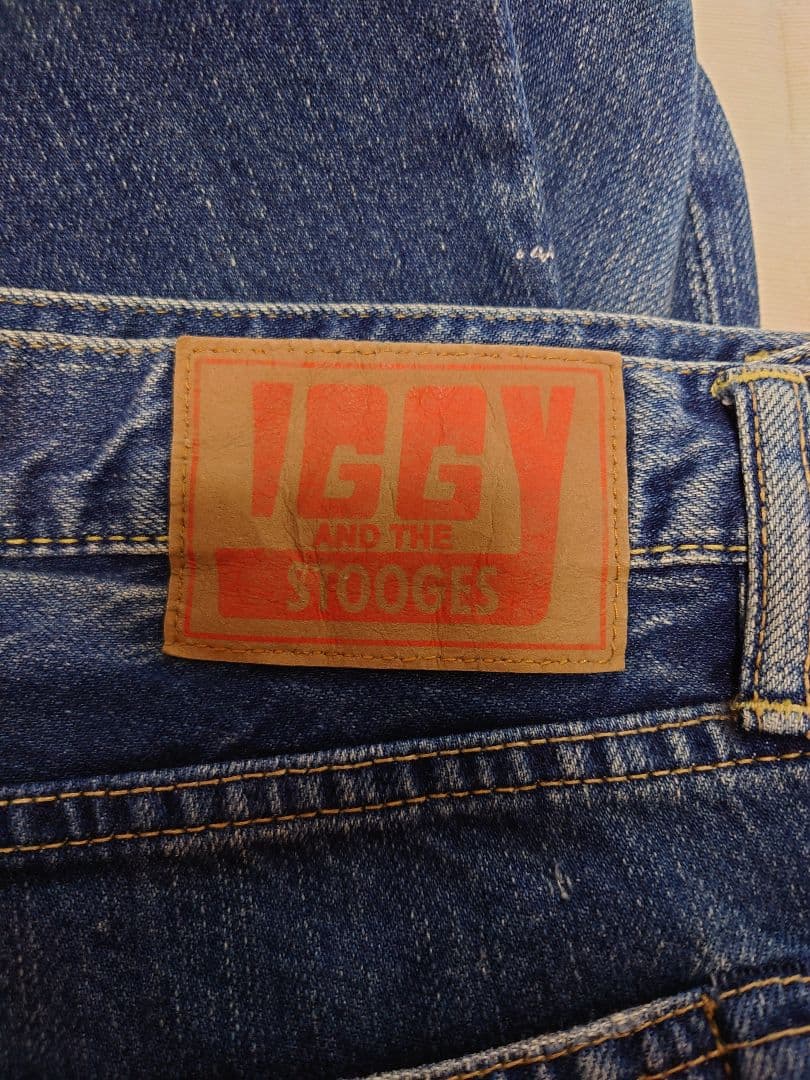 IGGY
AND THE
STOOGES